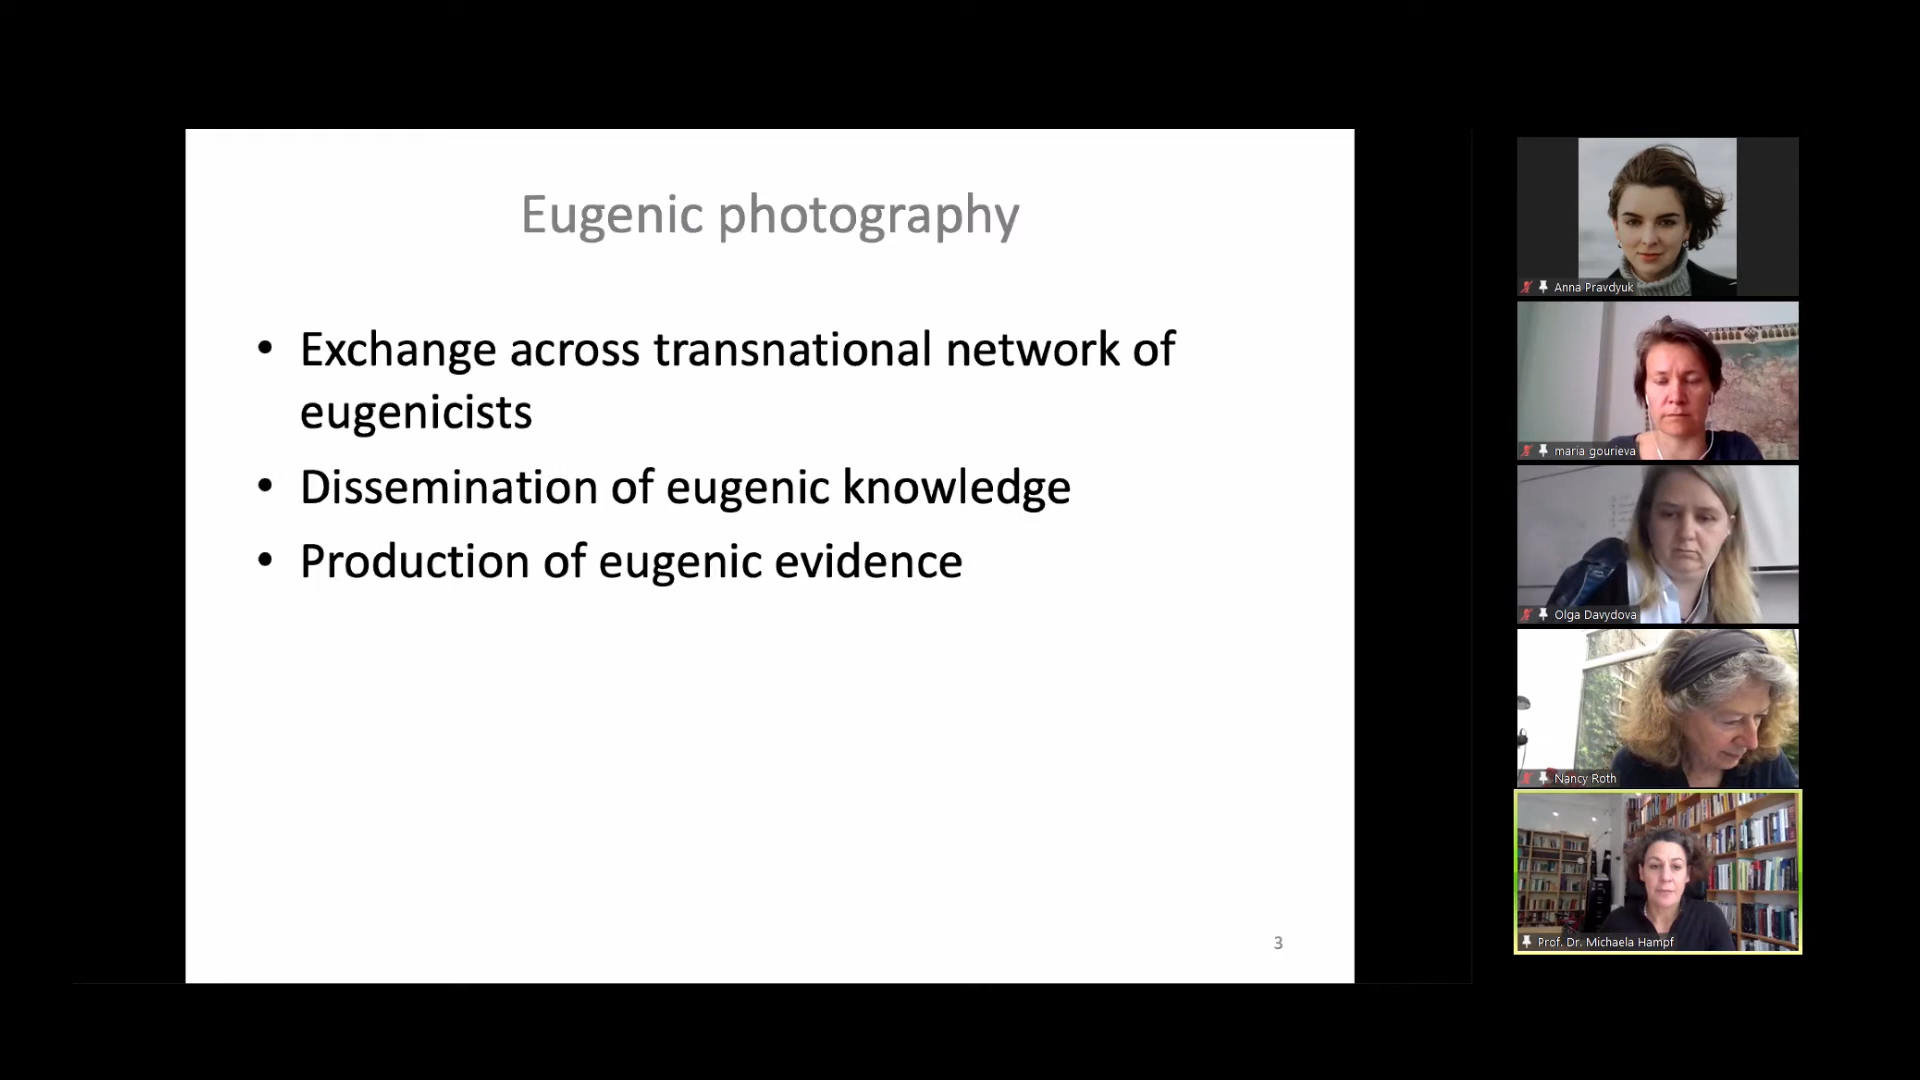 Eugenic photography
• Exchange across transnational network of
eugenicists
• Dissemination of eugenic knowledge
• Production of eugenic evidence
3
Anna Pravdyuk
maria gourieva
Olga Davydova
Nancy Roth
Prof. Dr. Michaela Hampf